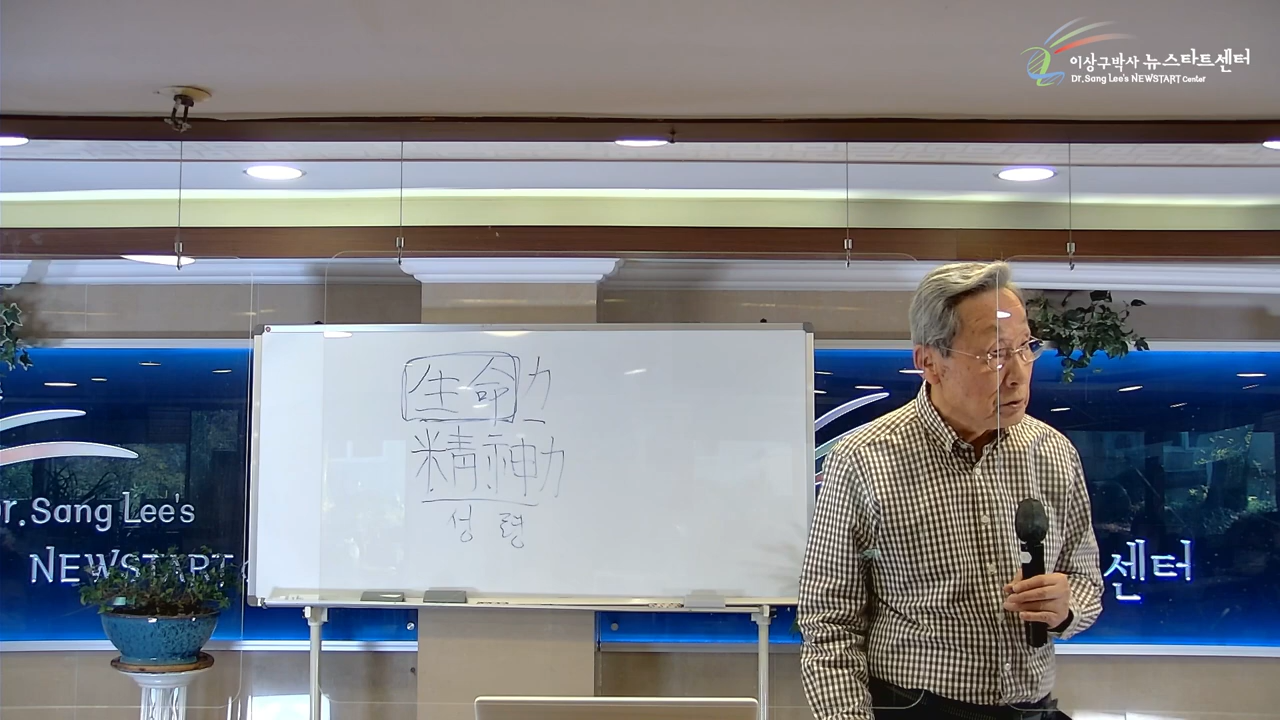 이상구박사 뉴스타트센터
Dr. Sang Lee's NEWSTART Center
生命力
精神力
성령
r. Sang Lee's
NEWSTART
센터